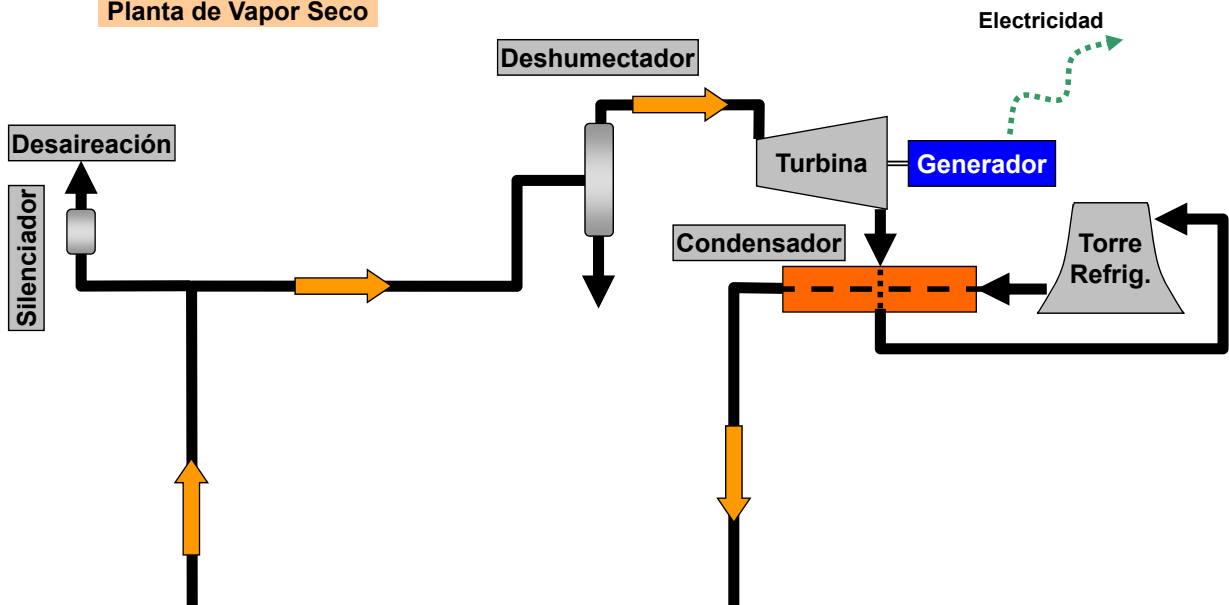 Planta de Vapor Seco
Electricidad
Deshumectador
Desaireación
Turbina
Generador
Silenciador
Condensador
Torre
Refrig.